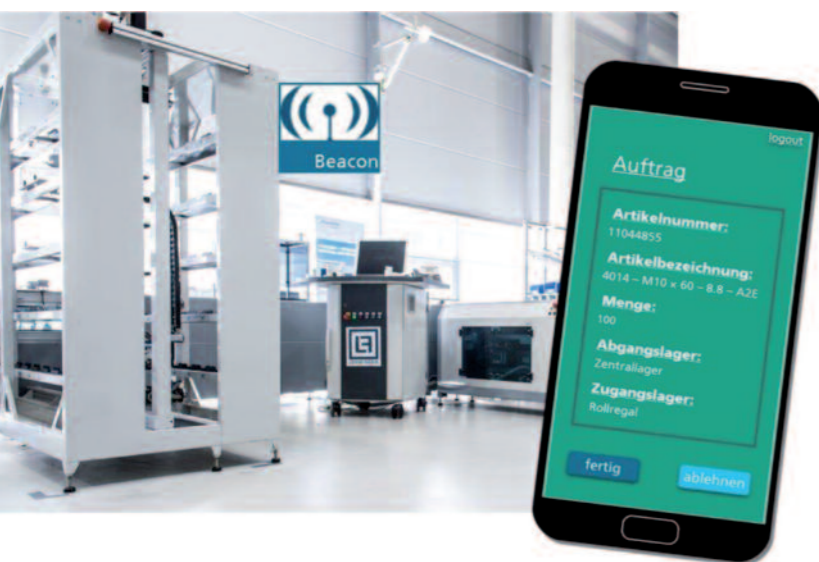 Beacon
logout
Auftrag
Artikelnummer:
11044855
Artikelbezeichnung:
4014 – M10 x 60 – 8.8 – A2E
Menge:
100
Abgangslager:
Zentrallager
Zugangslager:
Rollregal
fertig
ablehnen